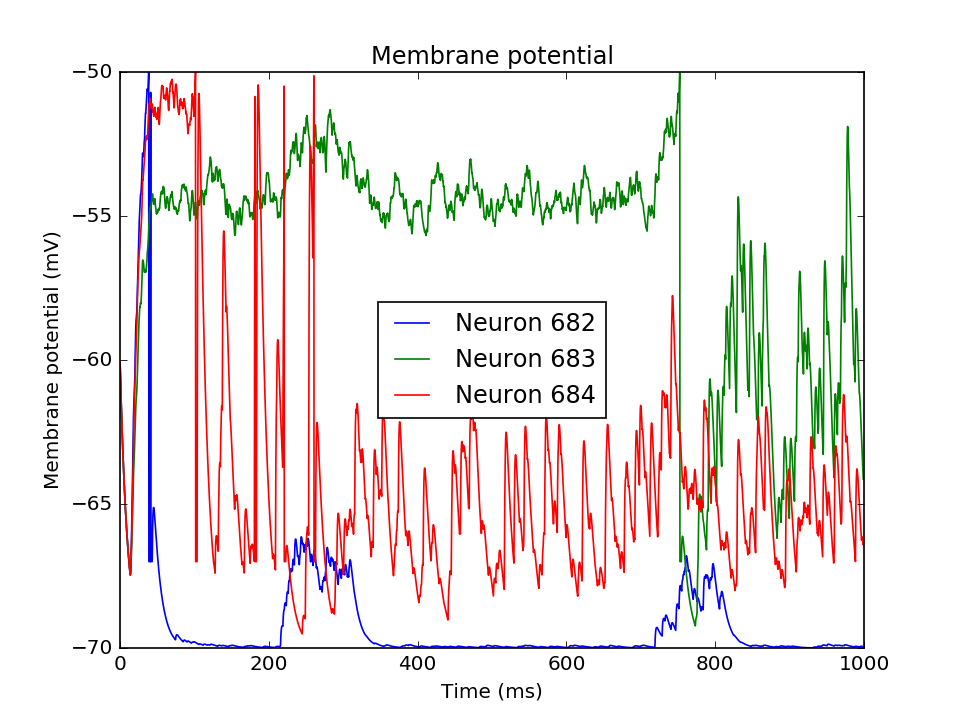 Membrane potential
−50
−55
−60
−65
−70
Membrane potential (mV)
Neuron 682
Neuron 683
Neuron 684
0
200
400
600
800
1000
Time (ms)